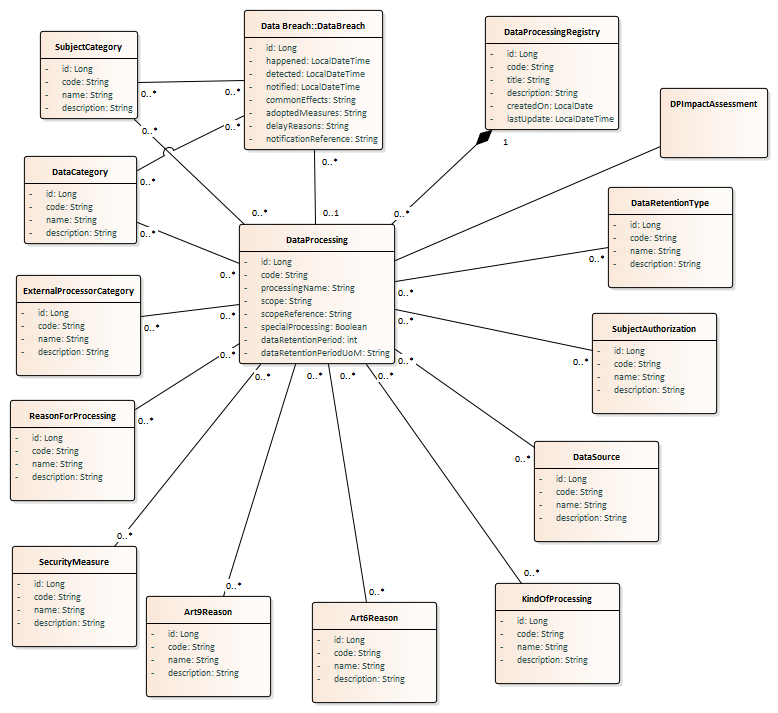 Data Breach::DataBreach
- id: Long
- happened: LocalDateTime
- detected: LocalDateTime
- notified: LocalDateTime
- commonEffects: String
- adoptedMeasures: String
- delayReasons: String
- notificationReference: String
DataProcessingRegistry
- id: Long
- code: String
- title: String
- description: String
- createdOn: LocalDate
- lastUpdate: LocalDateTime
SubjectCategory
- id: Long
- code: String
- name: String
- description: String
0..*
0..*
0..*
0..*
DPImpactAssessment
1
DataCategory
- id: Long
- code: String
- name: String
- description: String
0..*
0..*
0..*
0..*
0..1
0..*
DataRetentionType
- id: Long
- code: String
- name: String
- description: String
0..*
0..*
DataProcessing
- id: Long
- code: String
- processingName: String
- scope: String
- scopeReference: String
- specialProcessing: Boolean
- dataRetentionPeriod: int
- dataRetentionPeriodUoM: String
0..*
ExternalProcessorCategory
- id: Long
- code: String
- name: String
- description: String
0..*
0..*
0..*
SubjectAuthorization
- id: Long
- code: String
- name: String
- description: String
0..*
0..*
0..*
0..*
0..*
0..*
0..*
ReasonForProcessing
- id: Long
- code: String
- name: String
- description: String
0..*
DataSource
- id: Long
- code: String
- name: String
- description: String
0..*
SecurityMeasure
- id: Long
- code: String
- name: String
- description: String
0..*
Art9Reason
- id: Long
- code: String
- name: String
- description: String
0..*
Art6Reason
- id: Long
- code: String
- name: String
- description: String
0..*
KindOfProcessing
- id: Long
- code: String
- name: String
- description: String
0..*